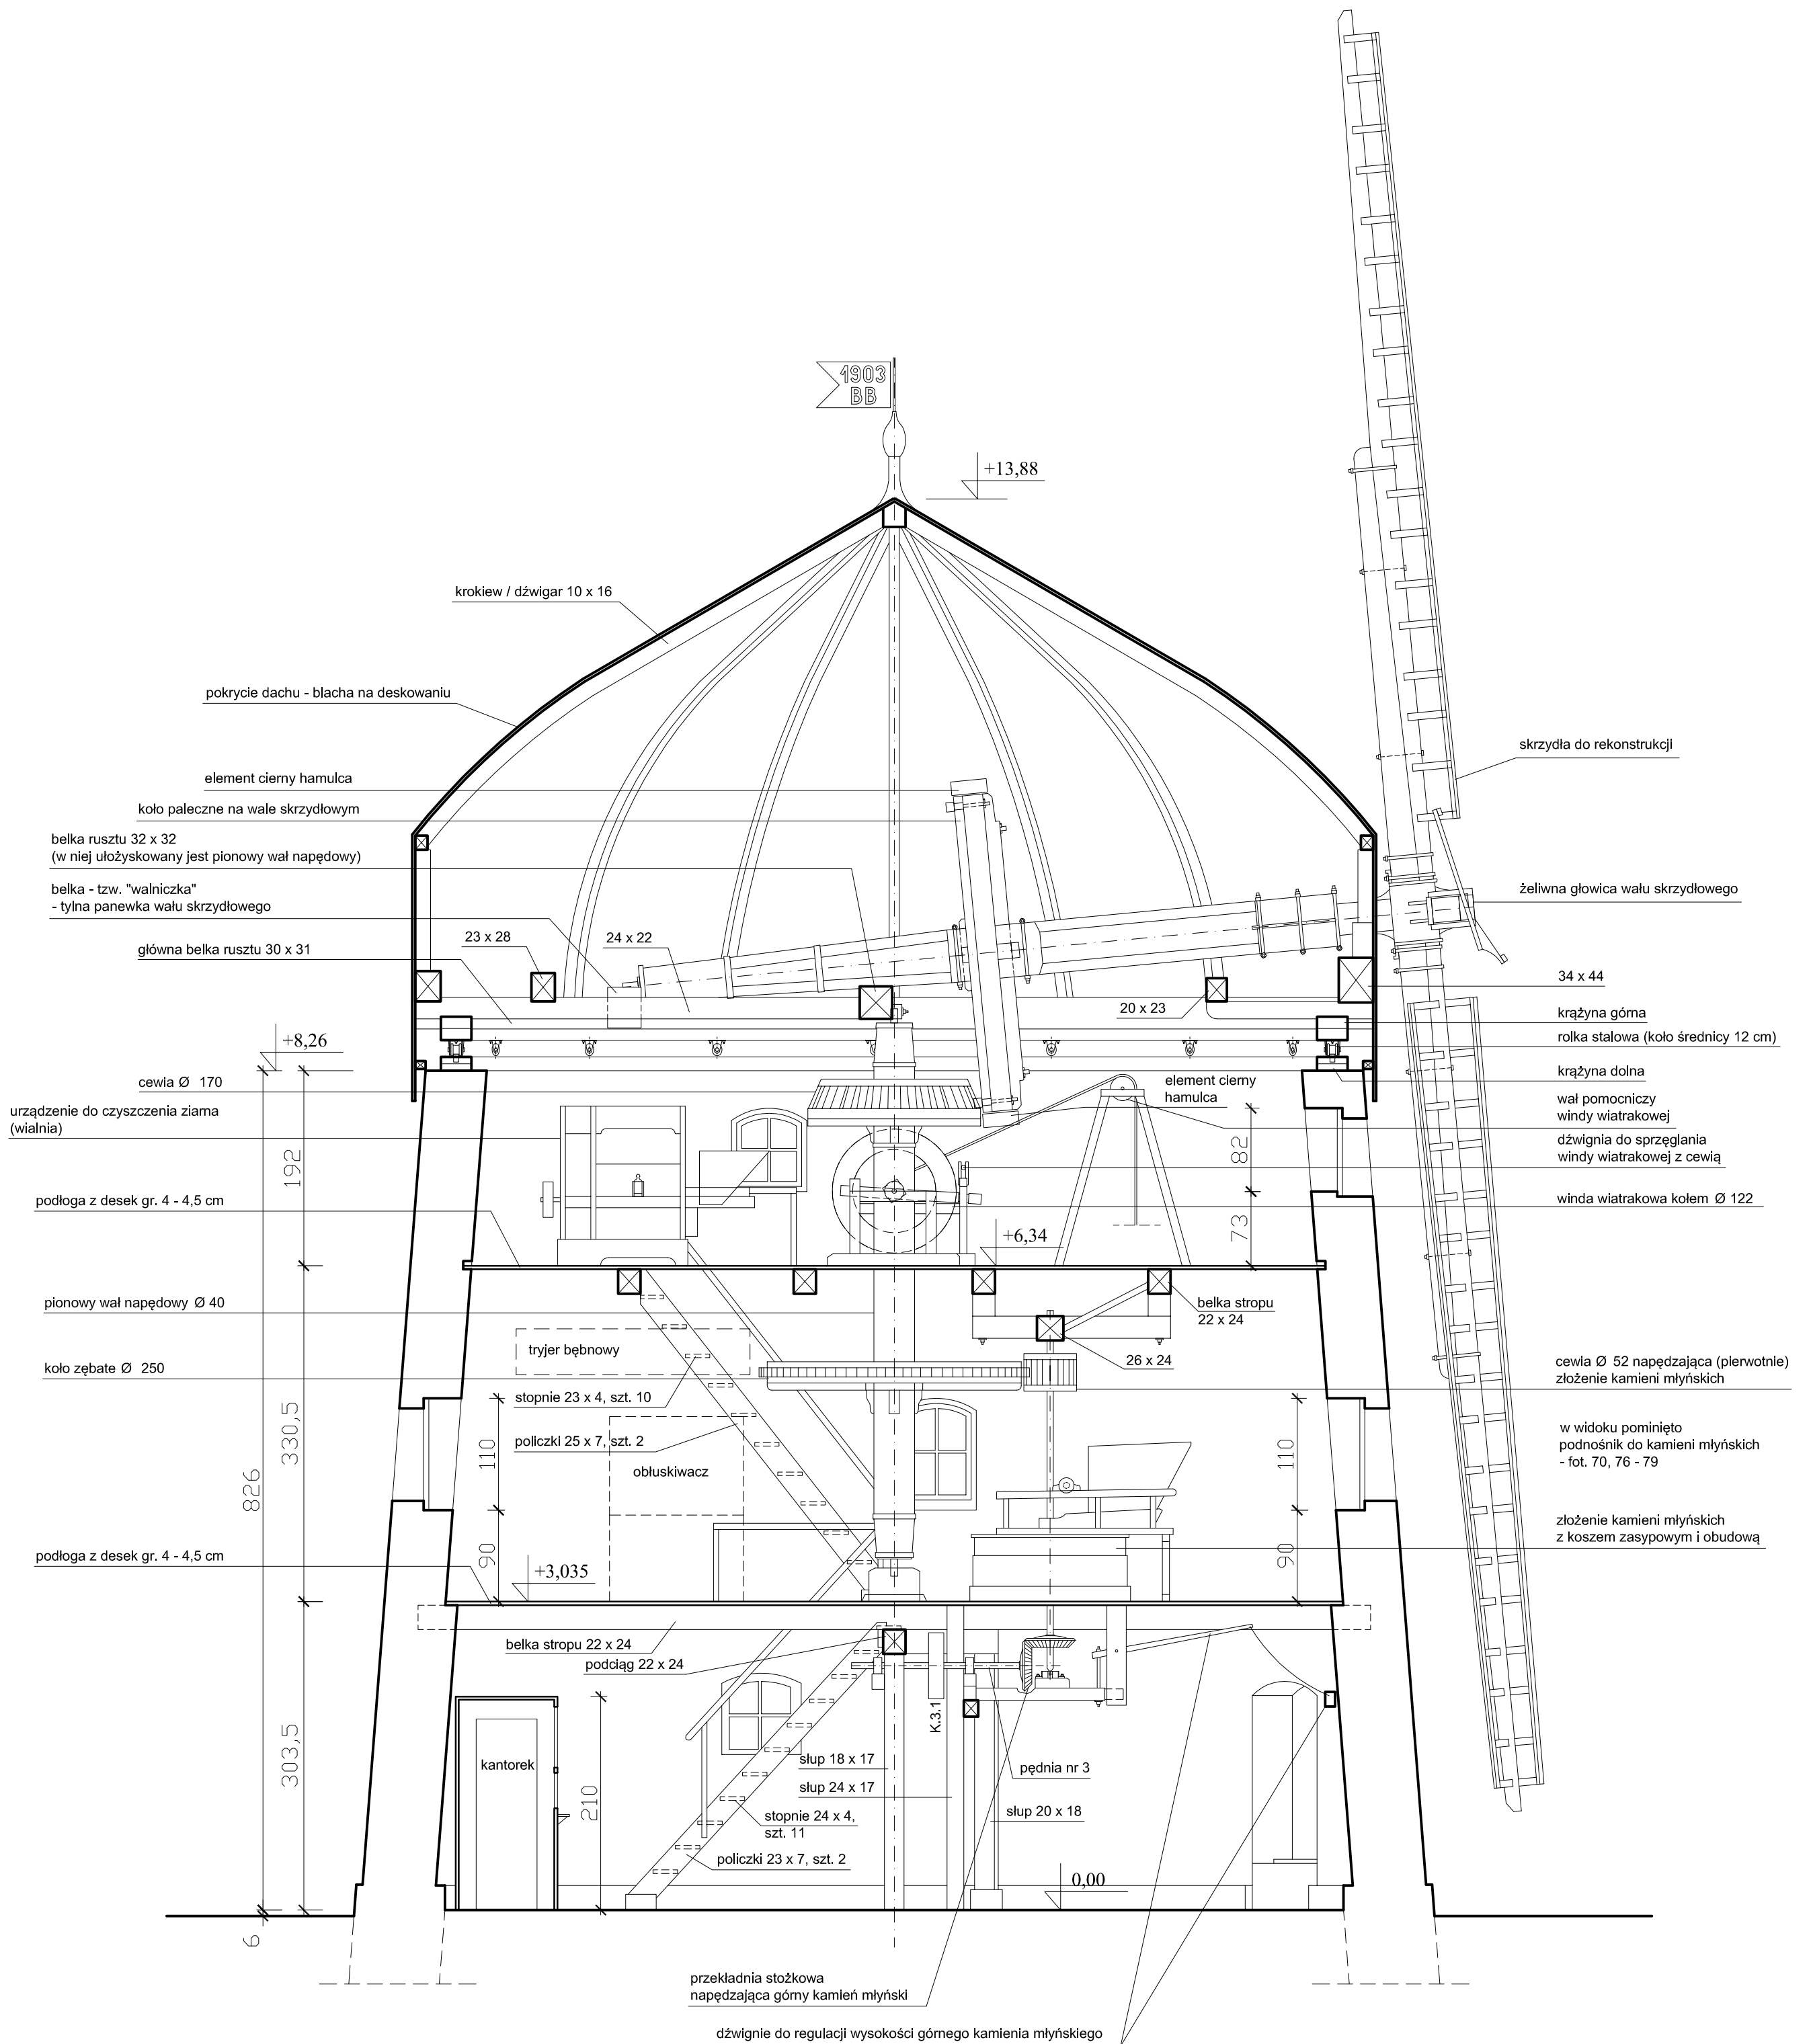 1903
BB
+13,88
krokiew / dźwigar 10 x 16
pokrycie dachu - blacha na deskowaniu
skrzydła do rekonstrukcji
element cierny hamulca
koło paleczne na wale skrzydłowym
belka rusztu 32 x 32
(w niej ułożyskowany jest pionowy wał napędowy)
belka - tzw. "walniczka"
- tylna panewka wału skrzydłowego
żeliwna głowica wału skrzydłowego
główna belka rusztu 30 x 31
23 x 28
24 x 22
20 x 23
34 x 44
krążyna górna
rolka stalowa (koło średnicy 12 cm)
+8,26
krążyna dolna
cewia Ø 170
element cierny
hamulca
urządzenie do czyszczenia ziarna
(wialnia)
wał pomocniczy
windy wiatrakowej
dźwignia do sprzęglania
windy wiatrakowej z cewią
192
82
73
podłoga z desek gr. 4 - 4,5 cm
winda wiatrakowa kołem Ø 122
+6,34
pionowy wał napędowy Ø 40
belka stropu
22 x 24
tryjer bębnowy
26 x 24
koło zębate Ø 250
cewia Ø 52 napędzająca (pierwotnie)
złożenie kamieni młyńskich
stopnie 23 x 4, szt. 10
policzki 25 x 7, szt. 2
obłuskiwacz
w widoku pominięto
podnośnik do kamieni młyńskich
- fot. 70, 76 - 79
826
330,5
110
110
złożenie kamieni młyńskich
z koszem zasypowym i obudową
podłoga z desek gr. 4 - 4,5 cm
90
90
+3,035
belka stropu 22 x 24
podciąg 22 x 24
K.3.1
303,5
kantorek
210
słup 18 x 17
słup 24 x 17
pędnia nr 3
stopnie 24 x 4,
szt. 11
słup 20 x 18
policzki 23 x 7, szt. 2
0,00
6
przekładnia stożkowa
napędzająca górny kamień młyński
dźwignie do regulacji wysokości górnego kamienia młyńskiego